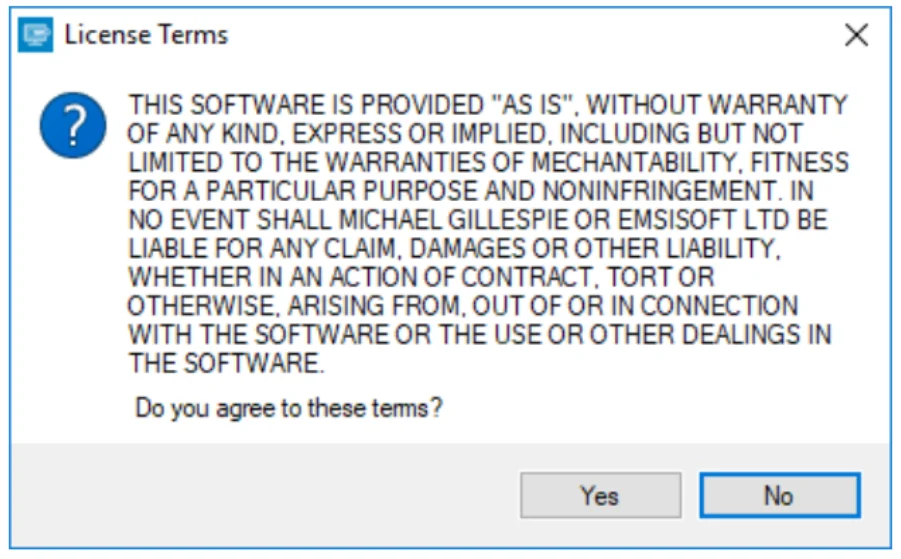 License Terms
THIS SOFTWARE IS PROVIDED "AS IS", WITHOUT WARRANTY
OF ANY KIND, EXPRESS OR IMPLIED, INCLUDING BUT NOT
LIMITED TO THE WARRANTIES OF MECHANTABILITY, FITNESS
FOR A PARTICULAR PURPOSE AND NONINFRINGEMENT. IN
NO EVENT SHALL MICHAEL GILLESPIE OR EMSISOFT LTD BE
LIABLE FOR ANY CLAIM, DAMAGES OR OTHER LIABILITY,
WHETHER IN AN ACTION OF CONTRACT, TORT OR
OTHERWISE, ARISING FROM, OUT OF OR IN CONNECTION
WITH THE SOFTWARE OR THE USE OR OTHER DEALINGS IN
THE SOFTWARE.
Do you agree to these terms?
Yes
No